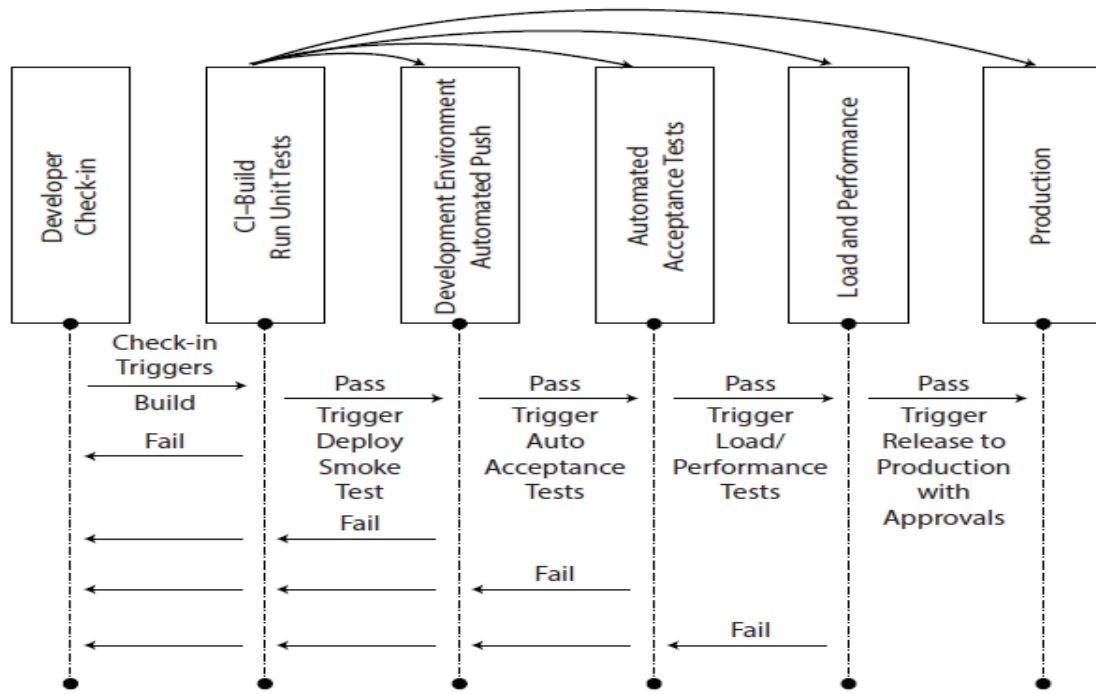 Developer
Check-in
CI–Build
Run Unit Tests
Development Environment
Automated Push
Automated
Acceptance Tests
Load and Performance
Production
Check-in
Triggers
Build
Fail
Pass
Trigger
Deploy
Smoke
Test
Fail
Pass
Trigger
Auto
Acceptance
Tests
Fail
Pass
Trigger
Load/
Performance
Tests
Fail
Pass
Trigger
Release to
Production
with
Approvals